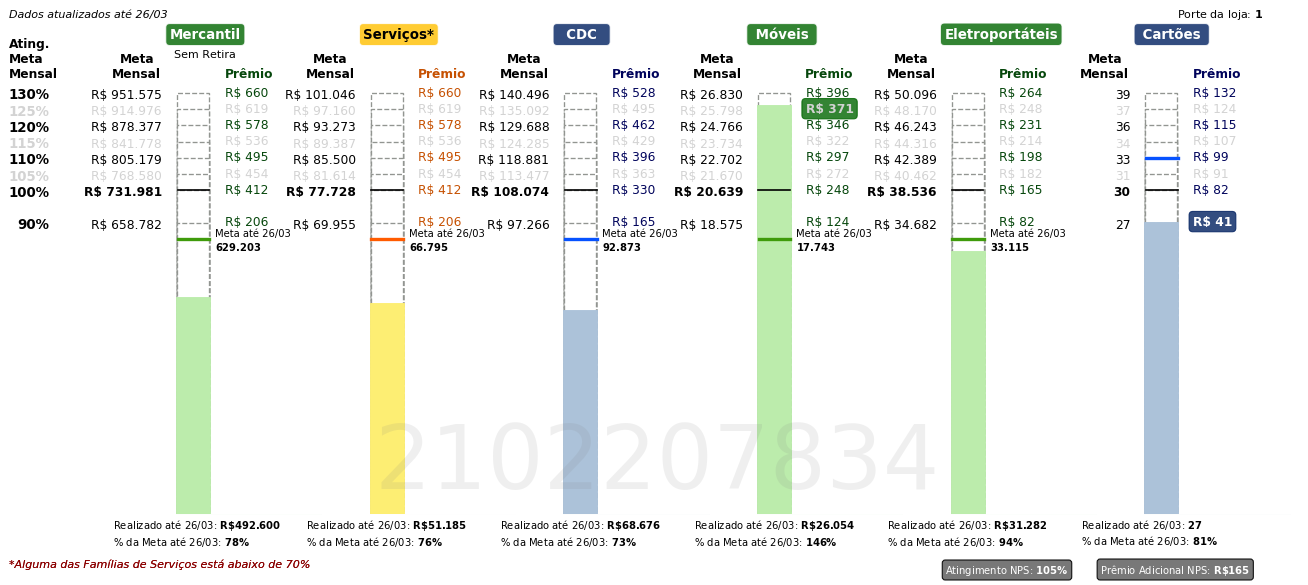 Dados atualizados até 26/03
Porte da loja: 1
Mercantil Serviços* CDC Móveis Eletroportáteis Cartões
Sem Retira
Ating. Meta Mensal
Meta Mensal Prêmio Meta Mensal Prêmio Meta Mensal Prêmio Meta Mensal Prêmio Meta Mensal Prêmio Meta Mensal Prêmio
130% R$ 951.575 R$ 660 R$ 101.046 R$ 660 R$ 140.496 R$ 528 R$ 26.830 R$ 396 R$ 50.096 R$ 264 39 R$ 132
125% R$ 914.976 R$ 619 R$ 97.160 R$ 619 R$ 135.092 R$ 495 R$ 25.798 R$ 371 R$ 48.170 R$ 248 37 R$ 124
120% R$ 878.377 R$ 578 R$ 93.273 R$ 578 R$ 129.688 R$ 462 R$ 24.766 R$ 346 R$ 46.243 R$ 231 36 R$ 115
115% R$ 841.778 R$ 536 R$ 89.387 R$ 536 R$ 124.285 R$ 429 R$ 23.734 R$ 322 R$ 44.316 R$ 214 34 R$ 107
110% R$ 805.179 R$ 495 R$ 85.500 R$ 495 R$ 118.881 R$ 396 R$ 22.702 R$ 297 R$ 42.389 R$ 198 33 R$ 99
105% R$ 768.580 R$ 454 R$ 81.614 R$ 454 R$ 113.477 R$ 363 R$ 21.670 R$ 272 R$ 40.462 R$ 182 31 R$ 91
100% R$ 731.981 R$ 412 R$ 77.728 R$ 412 R$ 108.074 R$ 330 R$ 20.639 R$ 248 R$ 38.536 R$ 165 30 R$ 82
90% R$ 658.782 R$ 206 R$ 69.955 R$ 206 R$ 97.266 R$ 165 R$ 18.575 R$ 124 R$ 34.682 R$ 82 27 R$ 41
Meta até 26/03 Meta até 26/03 Meta até 26/03 Meta até 26/03 Meta até 26/03
629.203 66.795 92.873 17.743 33.115
2102207834
Realizado até 26/03: R$492.600 Realizado até 26/03: R$51.185 Realizado até 26/03: R$68.676 Realizado até 26/03: R$26.054 Realizado até 26/03: R$31.282 Realizado até 26/03: 27
% da Meta até 26/03: 78% % da Meta até 26/03: 76% % da Meta até 26/03: 73% % da Meta até 26/03: 146% % da Meta até 26/03: 94% % da Meta até 26/03: 81%
*Alguma das Famílias de Serviços está abaixo de 70%
Atingimento NPS: 105% Prêmio Adicional NPS: R$165